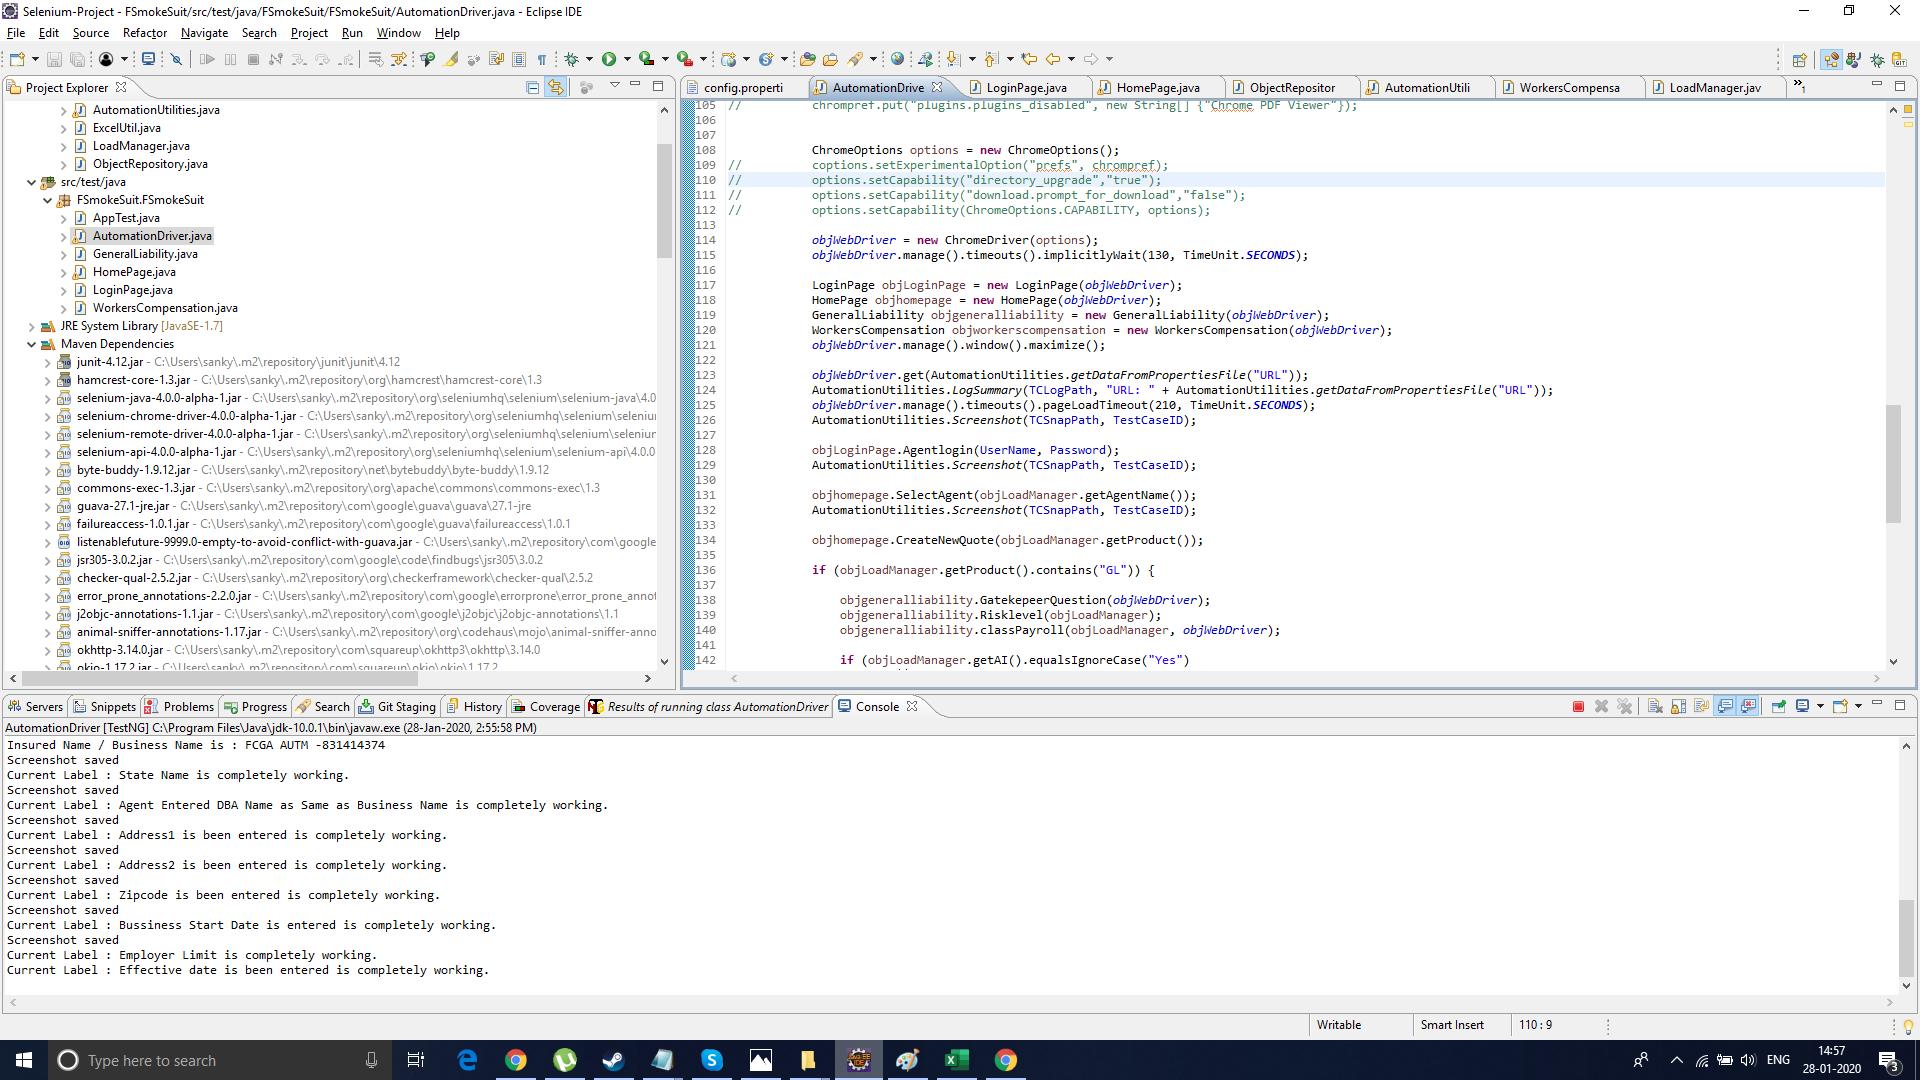 Selenium-Project - FSmokeSuit/src/test/java/FSmokeSuit/FSmokeSuit/AutomationDriver.java - Eclipse IDE
File Edit Source Refactor Navigate Search Project Run Window Help
Project Explorer
AutomationUtilities.java
ExcelUtil.java
LoadManager.java
ObjectRepository.java
src/test/java
FSmokeSuit.FSmokeSuit
AppTest.java
AutomationDriver.java
GeneralLiability.java
HomePage.java
LoginPage.java
WorkersCompensation.java
JRE System Library [JavaSE-1.7]
Maven Dependencies
junit-4.12.jar - C:\Users\sanky\.m2\repository\junit\junit\4.12
hamcrest-core-1.3.jar - C:\Users\sanky\.m2\repository\org\hamcrest\hamcrest-core\1.3
selenium-java-4.0.0-alpha-1.jar - C:\Users\sanky\.m2\repository\org\seleniumhq\selenium\selenium-java\4.0
selenium-chrome-driver-4.0.0-alpha-1.jar - C:\Users\sanky\.m2\repository\org\seleniumhq\selenium
selenium-remote-driver-4.0.0-alpha-1.jar - C:\Users\sanky\.m2\repository\org\seleniumhq\seleniur
selenium-api-4.0.0-alpha-1.jar - C:\Users\sanky\.m2\repository\org\seleniumhq\selenium\selenium-api\4.0.0
byte-buddy-1.9.12.jar - C:\Users\sanky\.m2\repository\net\bytebuddy\byte-buddy\1.9.12
commons-exec-1.3.jar - C:\Users\sanky\.m2\repository\org\apache\commons\commons-exec\1.3
guava-27.1-jre.jar - C:\Users\sanky\.m2\repository\com\google\guava\guava\27.1-jre
failureaccess-1.0.1.jar - C:\Users\sanky\.m2\repository\com\google\guava\failureaccess\1.0.1
listenablefuture-9999.0-empty-to-avoid-conflict-with-guava.jar - C:\Users\sanky\.m2\repository\com\google
jsr305-3.0.2.jar - C:\Users\sanky\.m2\repository\com\google\code\findbugs\jsr305\3.0.2
checker-qual-2.5.2.jar - C:\Users\sanky\.m2\repository\org\checkerframework\checker-qual\2.5.2
error_prone_annotations-2.2.0.jar - C:\Users\sanky\.m2\repository\com\google\errorprone\error_prone_annot
j2objc-annotations-1.1.jar - C:\Users\sanky\.m2\repository\com\google\j2objc\j2objc-annotations\1.1
animal-sniffer-annotations-1.17.jar - C:\Users\sanky\.m2\repository\org\codehaus\mojo\animal-sniffer-anno
okhttp-3.14.0.jar - C:\Users\sanky\.m2\repository\com\squareup\okhttp3\okhttp\3.14.0
okio-1.17.2.jar - C:\Users\sanky\.m2\repository\com\squareup\okio\okio\1.17.2
config.properti AutomationDrive LoginPage.java HomePage.java ObjectRepositor AutomationUtili WorkersCompensa LoadManager.jav »1
105 // chrompref.put("plugins.plugins_disabled", new String[] {"Chrome PDF Viewer"});
106
107
108 ChromeOptions options = new ChromeOptions();
109 // coptions.setExperimentalOption("prefs", chrompref);
110 // options.setCapability("directory_upgrade","true");
111 // options.setCapability("download.prompt_for_download","false");
112 // options.setCapability(ChromeOptions.CAPABILITY, options);
113
114 objWebDriver = new ChromeDriver(options);
115 objWebDriver.manage().timeouts().implicitlyWait(130, TimeUnit.SECONDS);
116
117 LoginPage objLoginPage = new LoginPage(objWebDriver);
118 HomePage objhomepage = new HomePage(objWebDriver);
119 GeneralLiability objgeneralliability = new GeneralLiability(objWebDriver);
120 WorkersCompensation objworkerscompensation = new WorkersCompensation(objWebDriver);
121 objWebDriver.manage().window().maximize();
122
123 objWebDriver.get(AutomationUtilities.getDataFromPropertiesFile("URL"));
124 AutomationUtilities.LogSummary(TCLogPath, "URL: " + AutomationUtilities.getDataFromPropertiesFile("URL"));
125 objWebDriver.manage().timeouts().pageLoadTimeout(210, TimeUnit.SECONDS);
126 AutomationUtilities.Screenshot(TCSnapPath, TestCaseID);
127
128 objLoginPage.Agentlogin(UserName, Password);
129 AutomationUtilities.Screenshot(TCSnapPath, TestCaseID);
130
131 objhomepage.SelectAgent(objLoadManager.getAgentName());
132 AutomationUtilities.Screenshot(TCSnapPath, TestCaseID);
133
134 objhomepage.CreateNewQuote(objLoadManager.getProduct());
135
136 if (objLoadManager.getProduct().contains("GL")) {
137
138 objgeneralliability.GatekepeerQuestion(objWebDriver);
139 objgeneralliability.Risklevel(objLoadManager);
140 objgeneralliability.classPayroll(objLoadManager, objWebDriver);
141
142 if (objLoadManager.getAI().equalsIgnoreCase("Yes")
Servers Snippets Problems Progress Search Git Staging History Coverage Results of running class AutomationDriver Console
AutomationDriver [TestNG] C:\Program Files\Java\jdk-10.0.1\bin\javaw.exe (28-Jan-2020, 2:55:58 PM)
Insured Name / Business Name is : FCGA AUTM -831414374
Screenshot saved
Current Label : State Name is completely working.
Screenshot saved
Current Label : Agent Entered DBA Name as Same as Business Name is completely working.
Screenshot saved
Current Label : Address1 is been entered is completely working.
Screenshot saved
Current Label : Address2 is been entered is completely working.
Screenshot saved
Current Label : Zipcode is been entered is completely working.
Screenshot saved
Current Label : Bussiness Start Date is entered is completely working.
Screenshot saved
Current Label : Employer Limit is completely working.
Current Label : Effective date is been entered is completely working.
Writable Smart Insert 110 : 9
Type here to search
ENG
14:57
28-01-2020
3